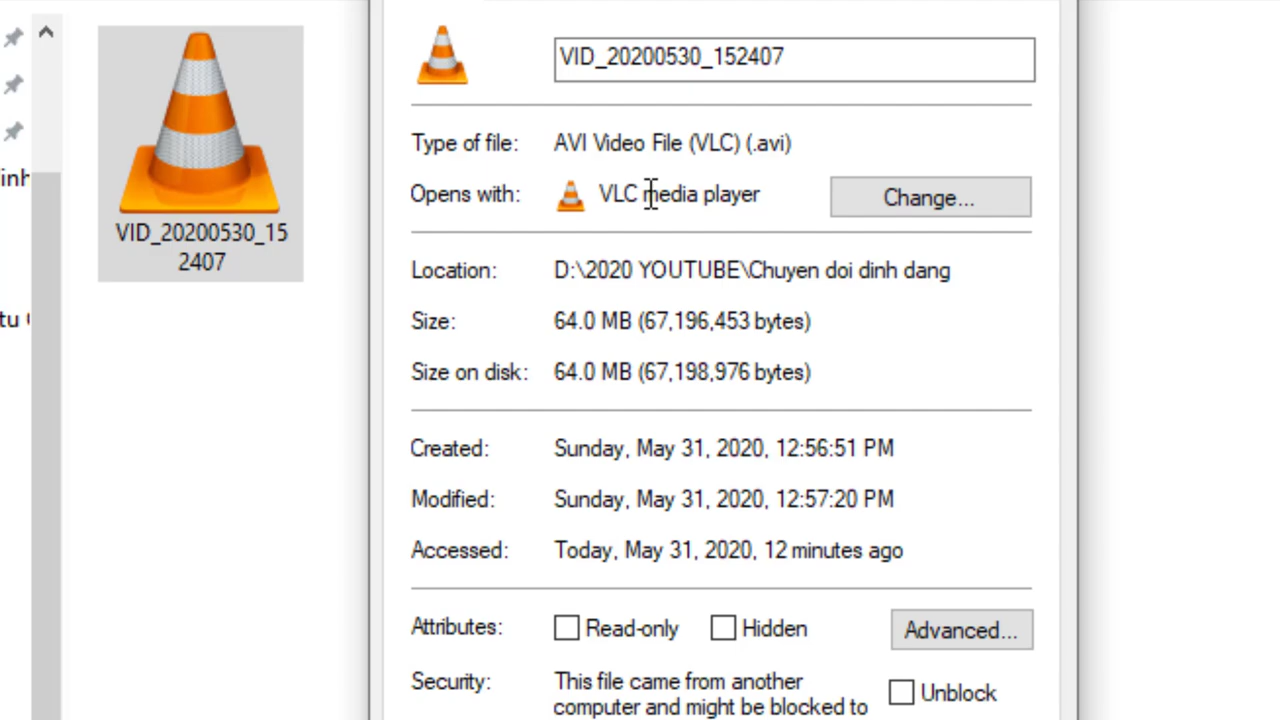 VID_20200530_15
2407
inh
tu
VID_20200530_152407
Type of file: AVI Video File (VLC) (.avi)
Opens with: VLC media player Change...
Location: D:\2020 YOUTUBE\Chuyen doi dinh dang
Size: 64.0 MB (67,196,453 bytes)
Size on disk: 64.0 MB (67,198,976 bytes)
Created: Sunday, May 31, 2020, 12:56:51 PM
Modified: Sunday, May 31, 2020, 12:57:20 PM
Accessed: Today, May 31, 2020, 12 minutes ago
Attributes: Read-only Hidden Advanced...
Security: This file came from another Unblock
computer and might be blocked to